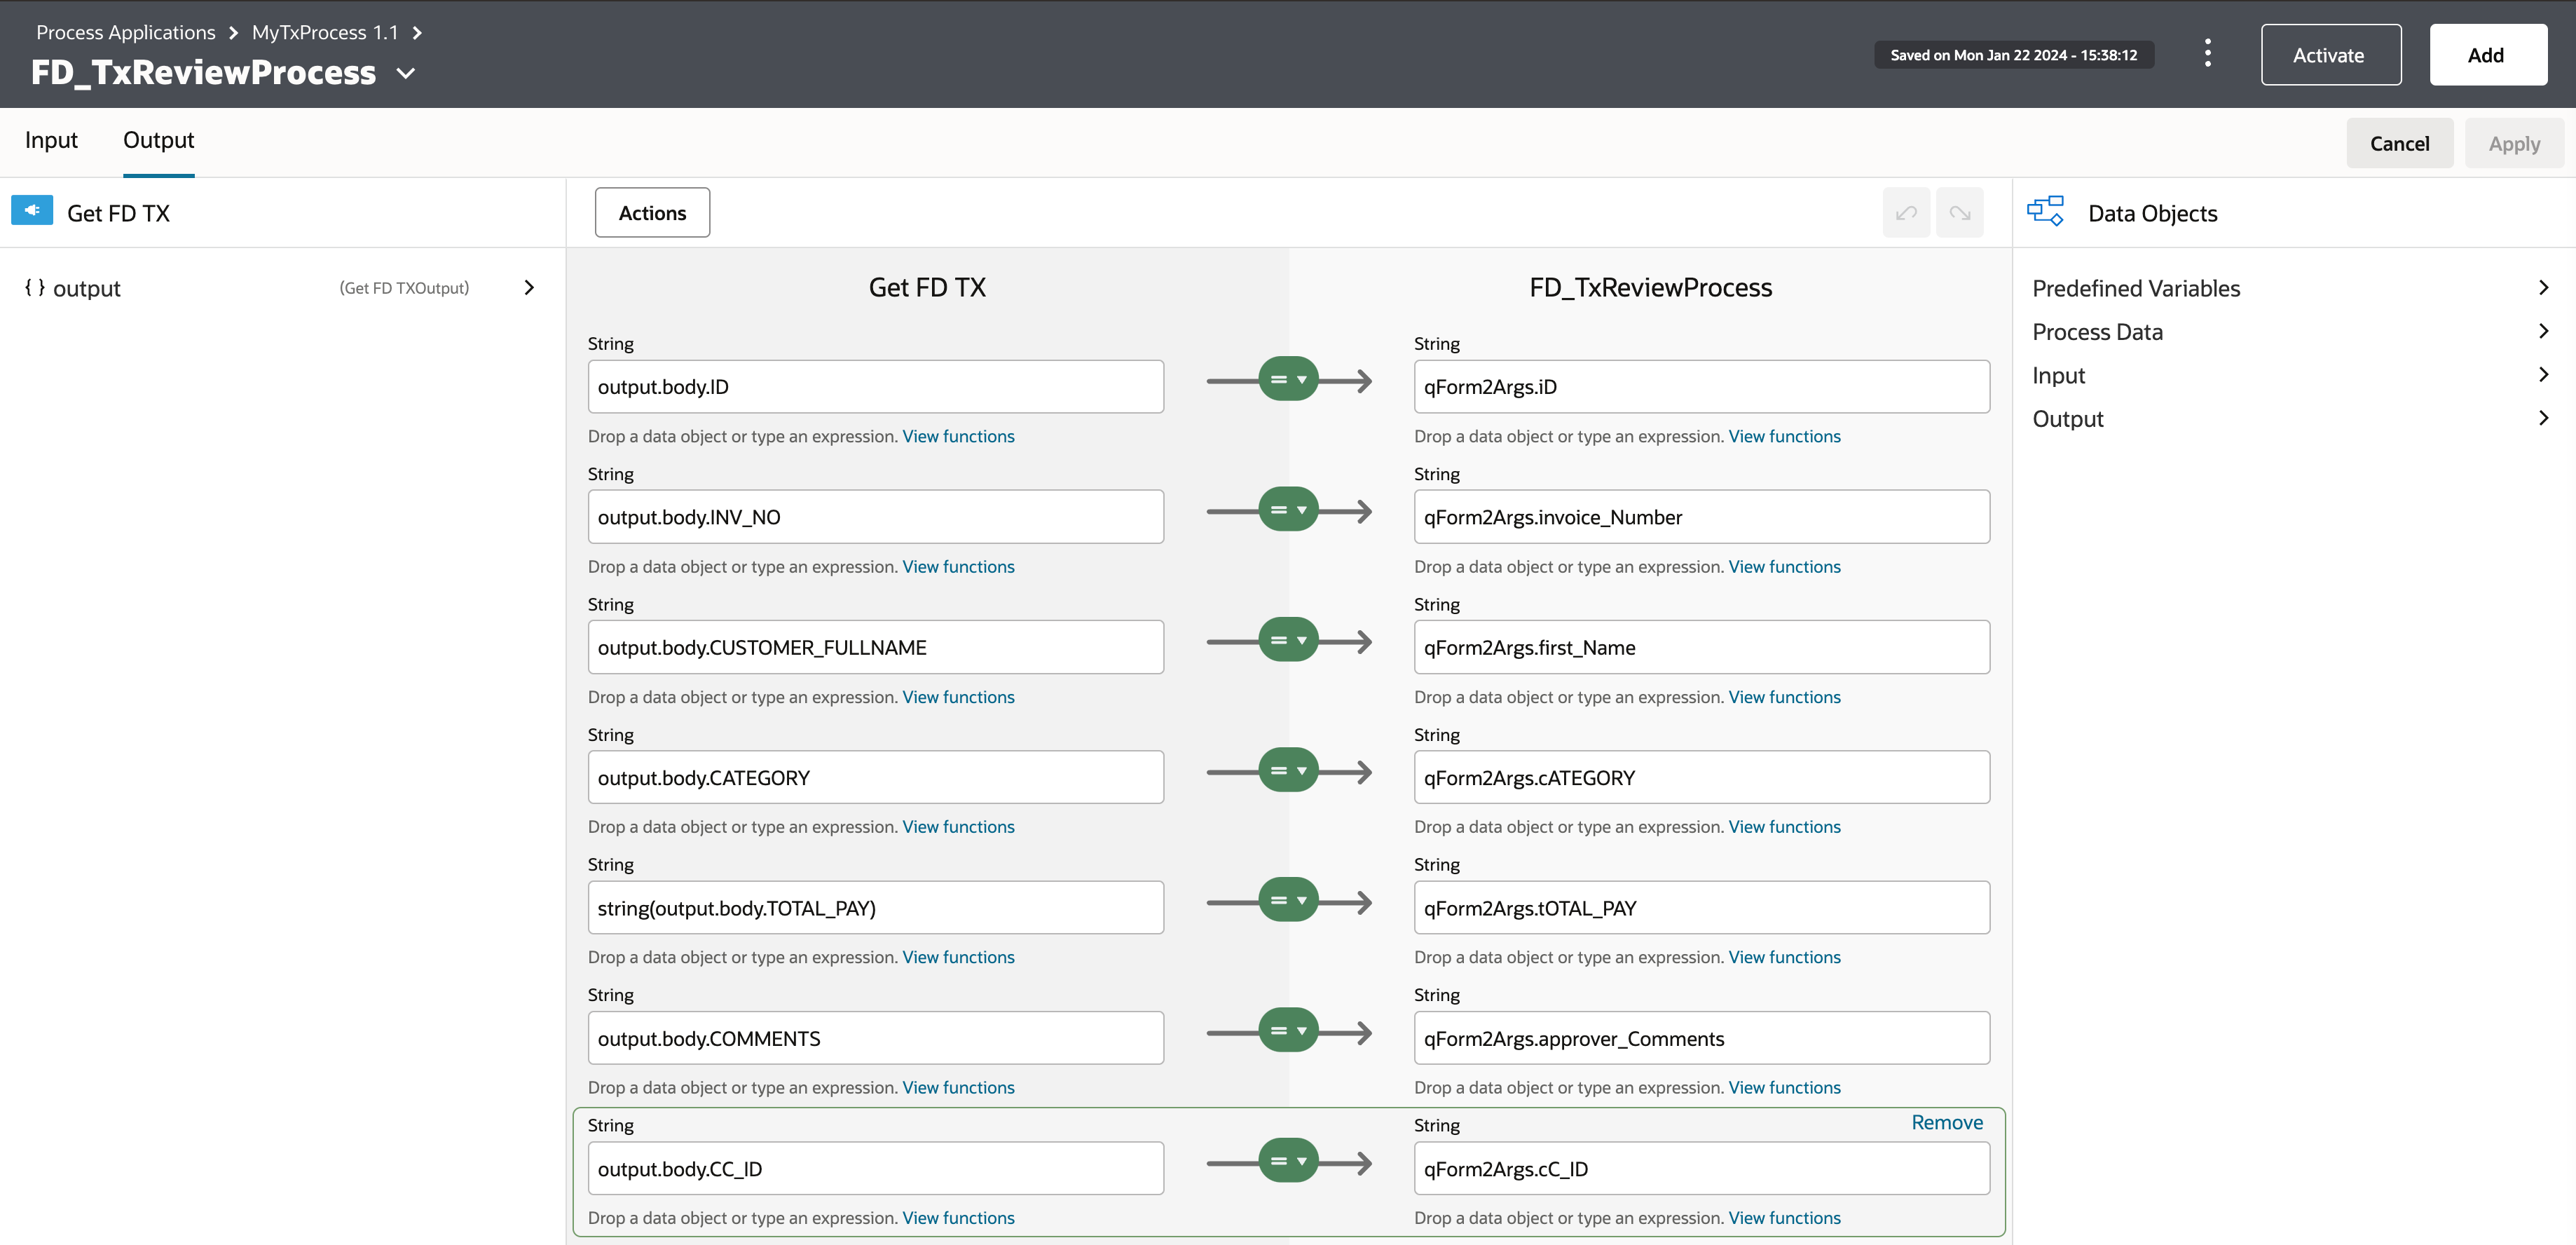 Process Applications > MyTxProcess 1.1 >
FD_TxReviewProcess
Saved on Mon Jan 22 2024 - 15:38:12
Activate
Add
Input
Output
Cancel
Apply
Get FD TX
Actions
Data Objects
{ } output
(Get FD TXOutput)
Get FD TX
FD_TxReviewProcess
Predefined Variables
Process Data
Input
Output
String
String
output.body.ID
=
qForm2Args.iD
Drop a data object or type an expression. View functions
Drop a data object or type an expression. View functions
String
String
output.body.INV_NO
=
qForm2Args.invoice_Number
Drop a data object or type an expression. View functions
Drop a data object or type an expression. View functions
String
String
output.body.CUSTOMER_FULLNAME
=
qForm2Args.first_Name
Drop a data object or type an expression. View functions
Drop a data object or type an expression. View functions
String
String
output.body.CATEGORY
=
qForm2Args.cATEGORY
Drop a data object or type an expression. View functions
Drop a data object or type an expression. View functions
String
String
string(output.body.TOTAL_PAY)
=
qForm2Args.tOTAL_PAY
Drop a data object or type an expression. View functions
Drop a data object or type an expression. View functions
String
String
output.body.COMMENTS
=
qForm2Args.approver_Comments
Drop a data object or type an expression. View functions
Drop a data object or type an expression. View functions
String
String
Remove
output.body.CC_ID
=
qForm2Args.cC_ID
Drop a data object or type an expression. View functions
Drop a data object or type an expression. View functions